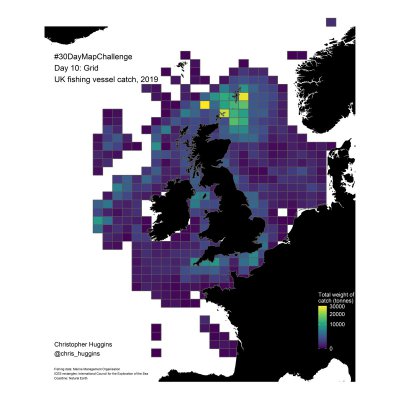 #30DayMapChallenge
Day 10: Grid
UK fishing vessel catch, 2019
Total weight of
catch (tonnes)
30000
20000
10000
0
Christopher Huggins
@chris_huggins
Fishing data: Marine Management Organisation
ICES rectangles: International Council for the Exploration of the Sea
Coastline: Natural Earth